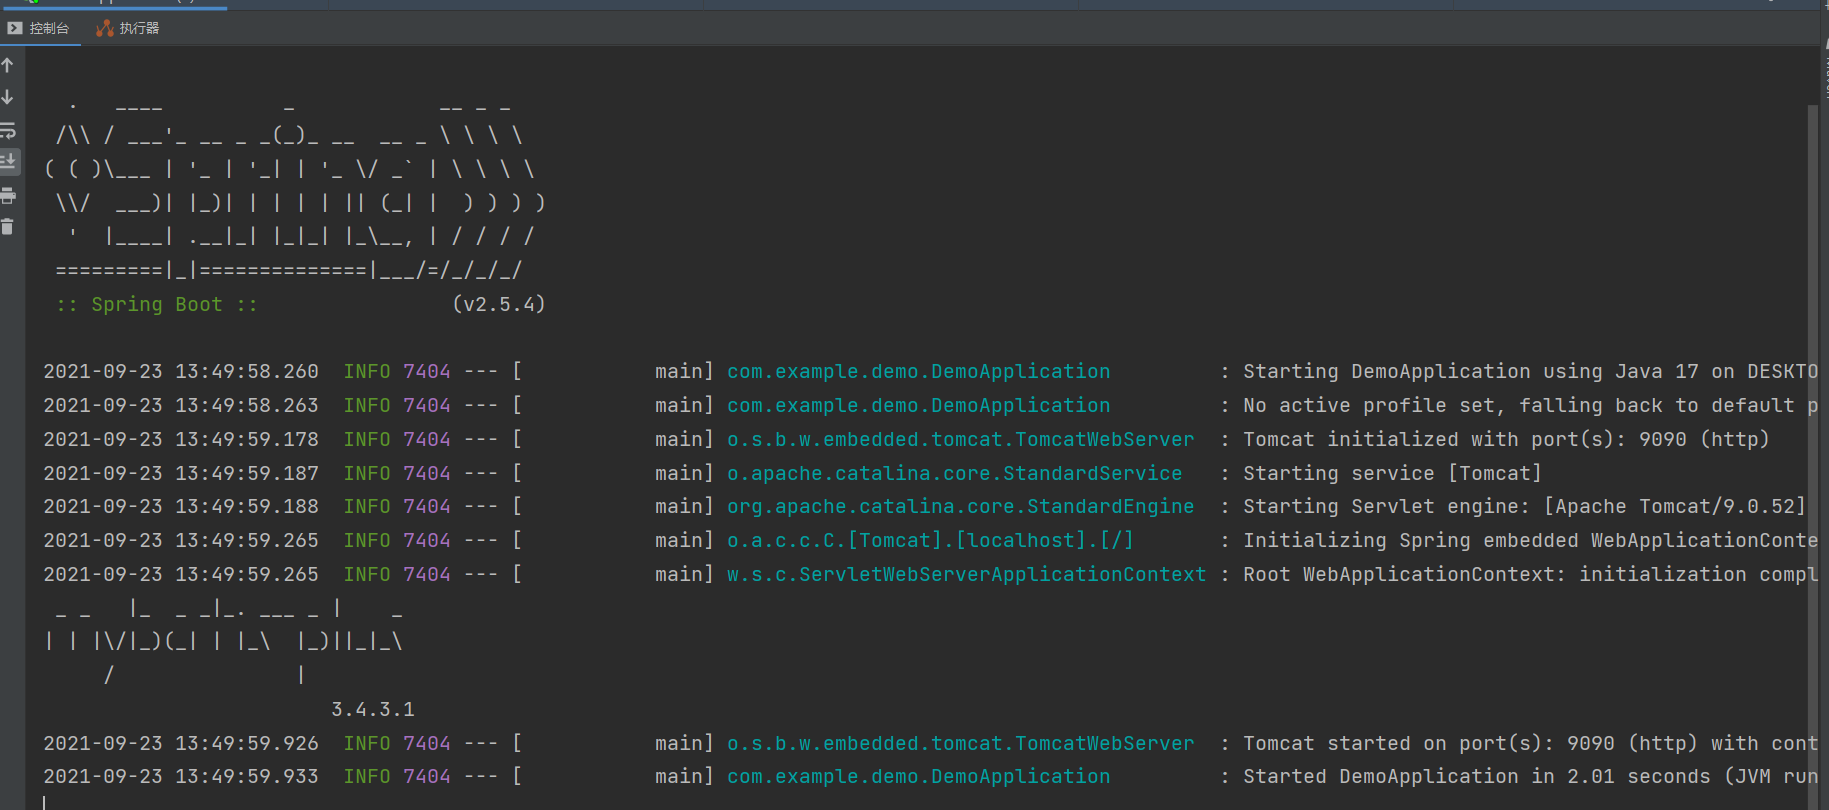 控制台 执行器
  .   ____          _            __ _ _
 /\\ / ___'_ __ _ _(_)_ __  __ _ \ \ \ \
( ( )\___ | '_ | '_| | '_ \/ _` | \ \ \ \
 \\/  ___)| |_)| | | | | || (_| |  ) ) ) )
  '  |____| .__|_| |_|_| |_\__, | / / / /
 =========|_|==============|___/=/_/_/_/
 :: Spring Boot ::                (v2.5.4)
2021-09-23 13:49:58.260  INFO 7404 --- [           main] com.example.demo.DemoApplication         : Starting DemoApplication using Java 17 on DESKTO
2021-09-23 13:49:58.263  INFO 7404 --- [           main] com.example.demo.DemoApplication         : No active profile set, falling back to default p
2021-09-23 13:49:59.178  INFO 7404 --- [           main] o.s.b.w.embedded.tomcat.TomcatWebServer  : Tomcat initialized with port(s): 9090 (http)
2021-09-23 13:49:59.187  INFO 7404 --- [           main] o.apache.catalina.core.StandardService   : Starting service [Tomcat]
2021-09-23 13:49:59.188  INFO 7404 --- [           main] org.apache.catalina.core.StandardEngine  : Starting Servlet engine: [Apache Tomcat/9.0.52]
2021-09-23 13:49:59.265  INFO 7404 --- [           main] o.a.c.c.C.[Tomcat].[localhost].[/]       : Initializing Spring embedded WebApplicationConte
2021-09-23 13:49:59.265  INFO 7404 --- [           main] w.s.c.ServletWebServerApplicationContext : Root WebApplicationContext: initialization compl
 _ _   |_  _ _|_. ___ _ |    _
| | |\/|_)(_| | |_\  |_)||_|_\
     /               |
                        3.4.3.1
2021-09-23 13:49:59.926  INFO 7404 --- [           main] o.s.b.w.embedded.tomcat.TomcatWebServer  : Tomcat started on port(s): 9090 (http) with cont
2021-09-23 13:49:59.933  INFO 7404 --- [           main] com.example.demo.DemoApplication         : Started DemoApplication in 2.01 seconds (JVM run